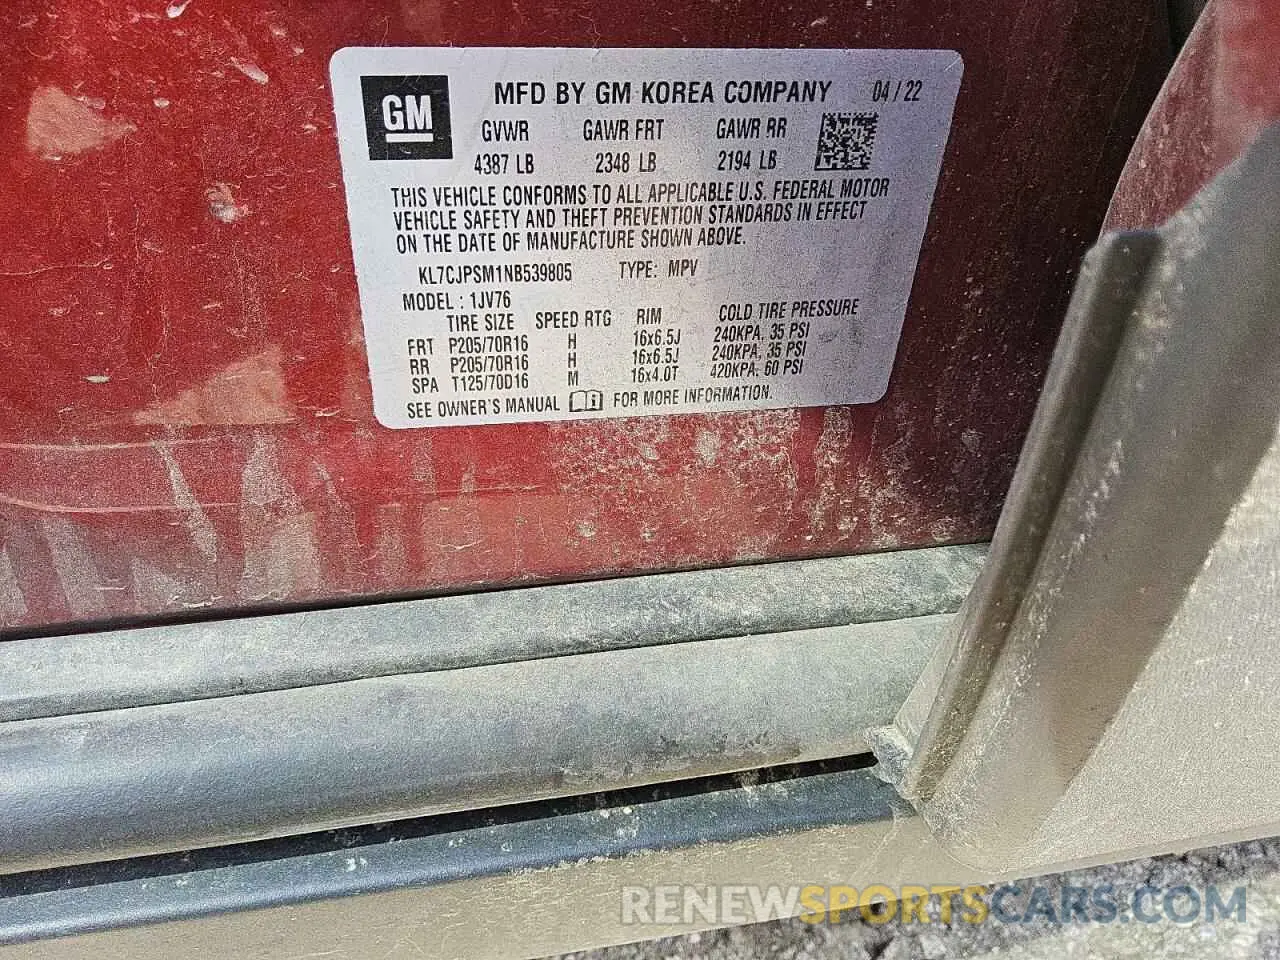 GM
MFD BY GM KOREA COMPANY 04 / 22
GVWR GAWR FRT GAWR RR
4387 LB 2348 LB 2194 LB
THIS VEHICLE CONFORMS TO ALL APPLICABLE U.S. FEDERAL MOTOR
VEHICLE SAFETY AND THEFT PREVENTION STANDARDS IN EFFECT
ON THE DATE OF MANUFACTURE SHOWN ABOVE.
KL7CJPSM1NB539805 TYPE: MPV
MODEL : 1JV76
TIRE SIZE SPEED RTG RIM COLD TIRE PRESSURE
FRT P205/70R16 H 16x6.5J 240KPA, 35 PSI
RR P205/70R16 H 16x6.5J 240KPA, 35 PSI
SPA T125/70D16 M 16x4.0T 420KPA, 60 PSI
SEE OWNER'S MANUAL FOR MORE INFORMATION.
RENEWSPORTSCARS.COM